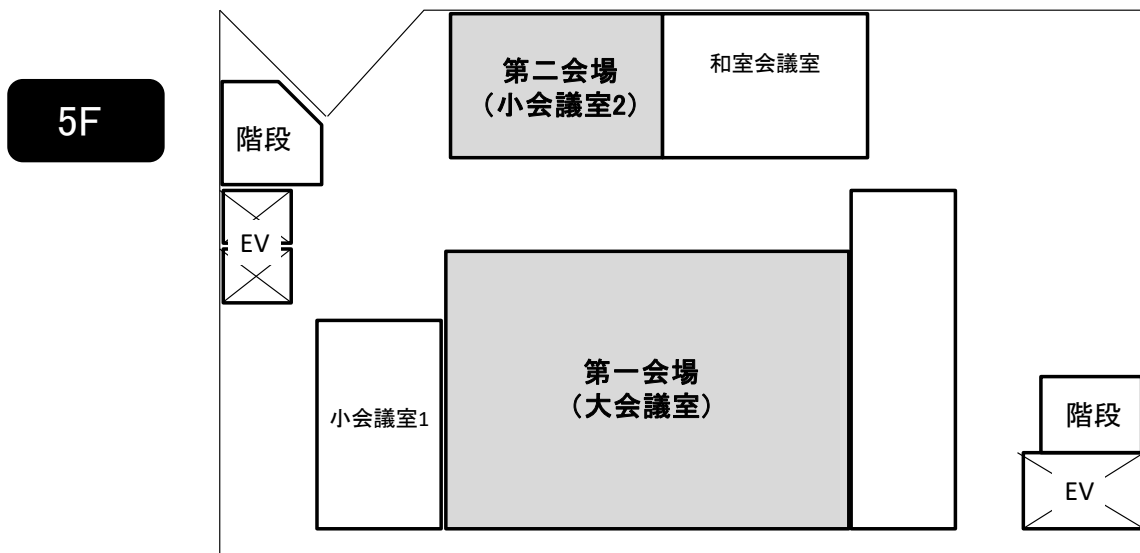 5F
第二会場
（小会議室2）
和室会議室
階段
EV
第一会場
（大会議室）
小会議室1
階段
EV